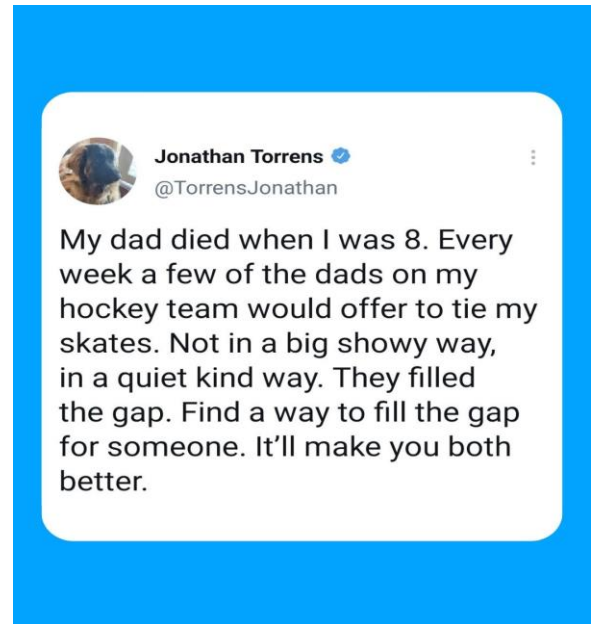 Jonathan Torrens
@TorrensJonathan
My dad died when I was 8. Every
week a few of the dads on my
hockey team would offer to tie my
skates. Not in a big showy way,
in a quiet kind way. They filled
the gap. Find a way to fill the gap
for someone. It’ll make you both
better.